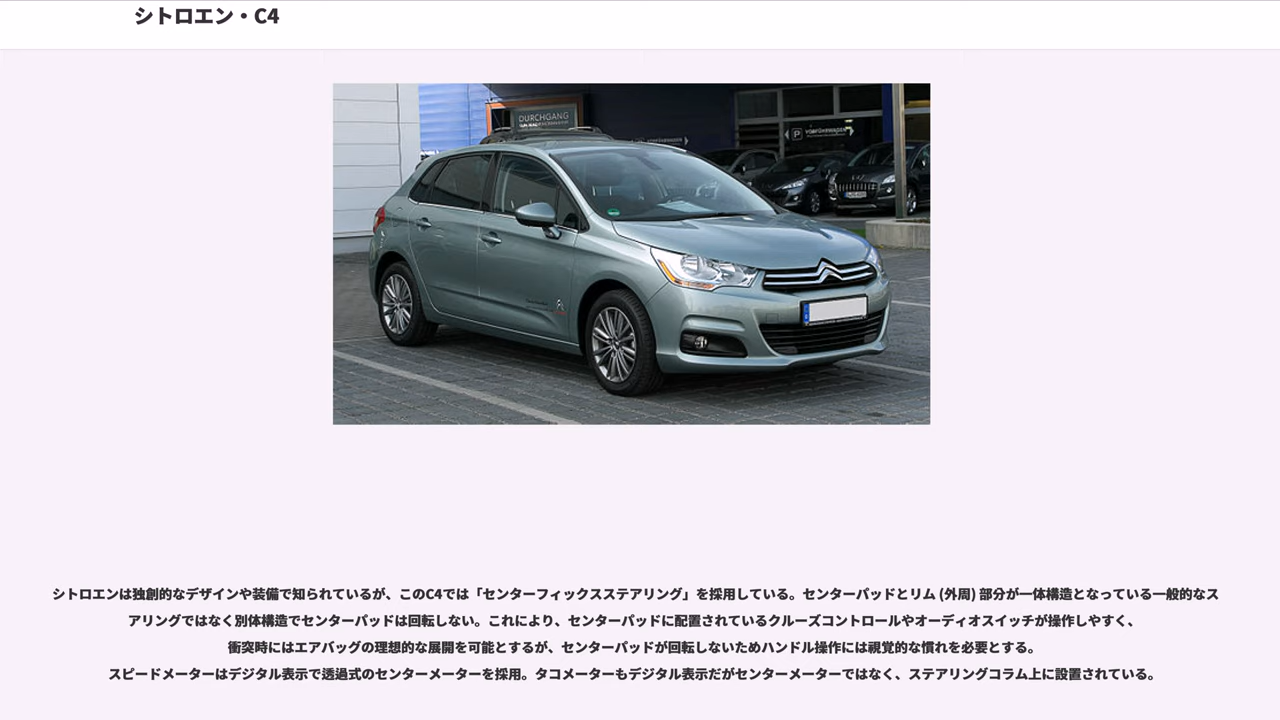 シトロエン・C4
DURCHGANG
P VORFÜHRWAGEN
シトロエンは独創的なデザインや装備で知られているが、このC4では「センターフィックスステアリング」を採用している。センターパッドとリム (外周) 部分が一体構造となっている一般的なス
アリングではなく別体構造でセンターパッドは回転しない。これにより、センターパッドに配置されているクルーズコントロールやオーディオスイッチが操作しやすく、
衝突時にはエアバッグの理想的な展開を可能とするが、センターパッドが回転しないためハンドル操作には視覚的な慣れを必要とする。
スピードメーターはデジタル表示で透過式のセンターメーターを採用。タコメーターもデジタル表示だがセンターメーターではなく、ステアリングコラム上に設置されている。